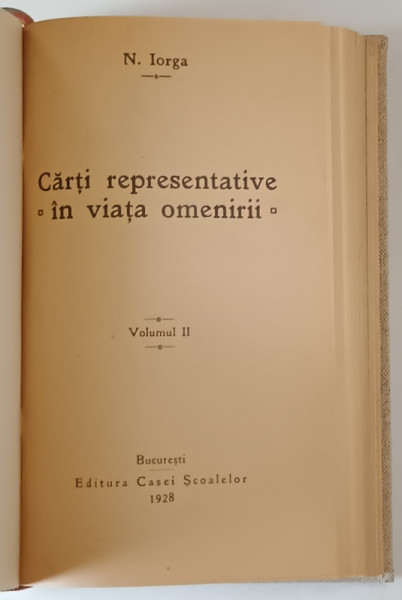 N. Iorga
Cărți representative
în viața omenirii
Volumul II
București
Editura Casei Școalelor
1928